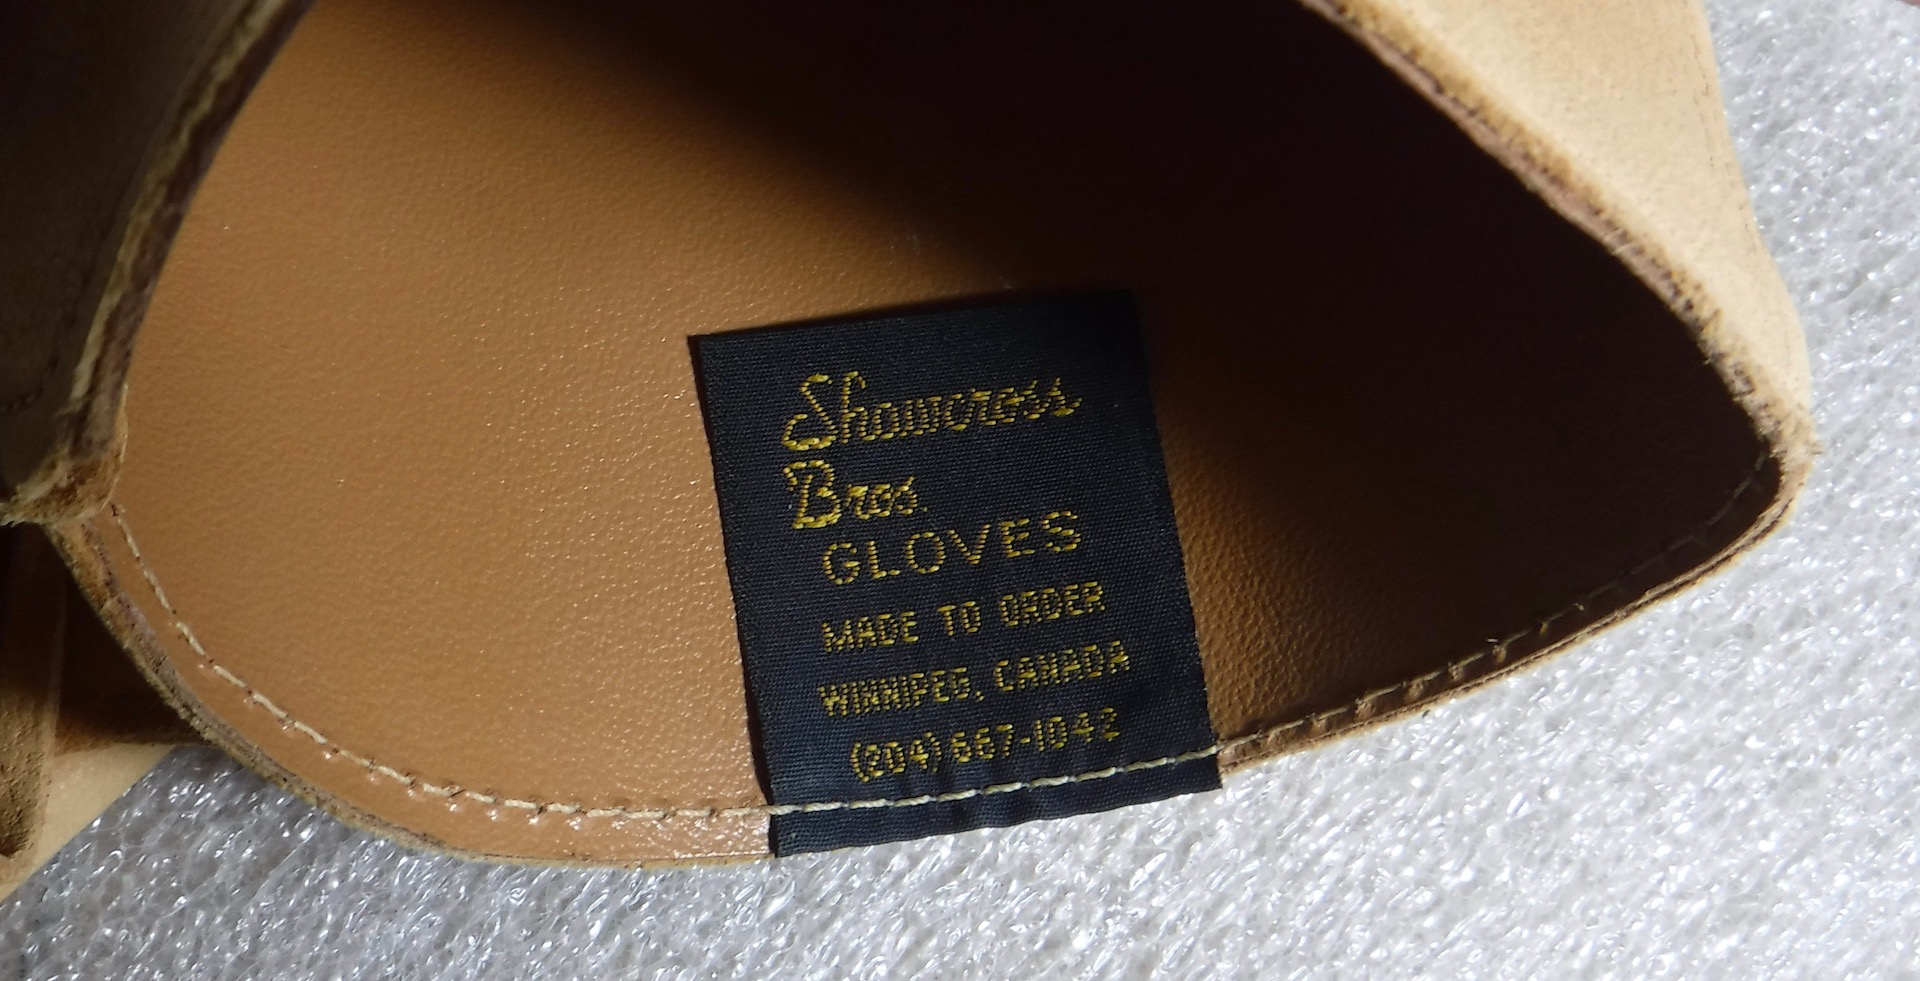 Shawcross
Bros.
GLOVES
MADE TO ORDER
WINNIPEG, CANADA
(204) 667-1042